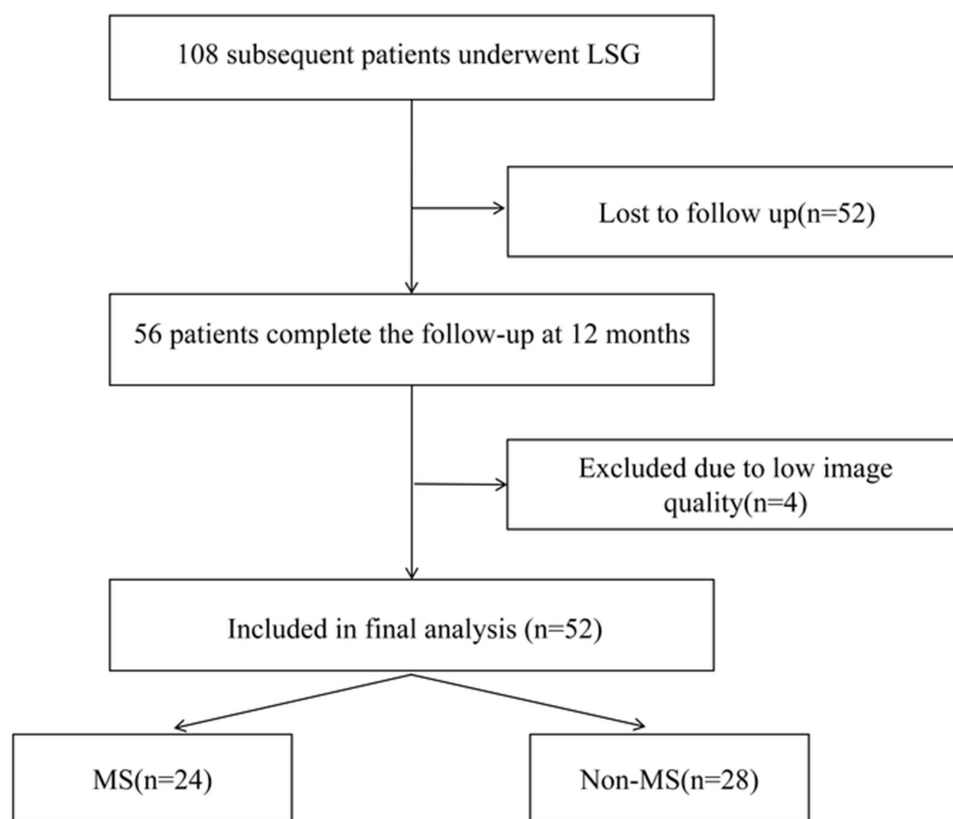 108 subsequent patients underwent LSG
Lost to follow up(n=52)
56 patients complete the follow-up at 12 months
Excluded due to low image
quality(n=4)
Included in final analysis (n=52)
MS(n=24)
Non-MS(n=28)